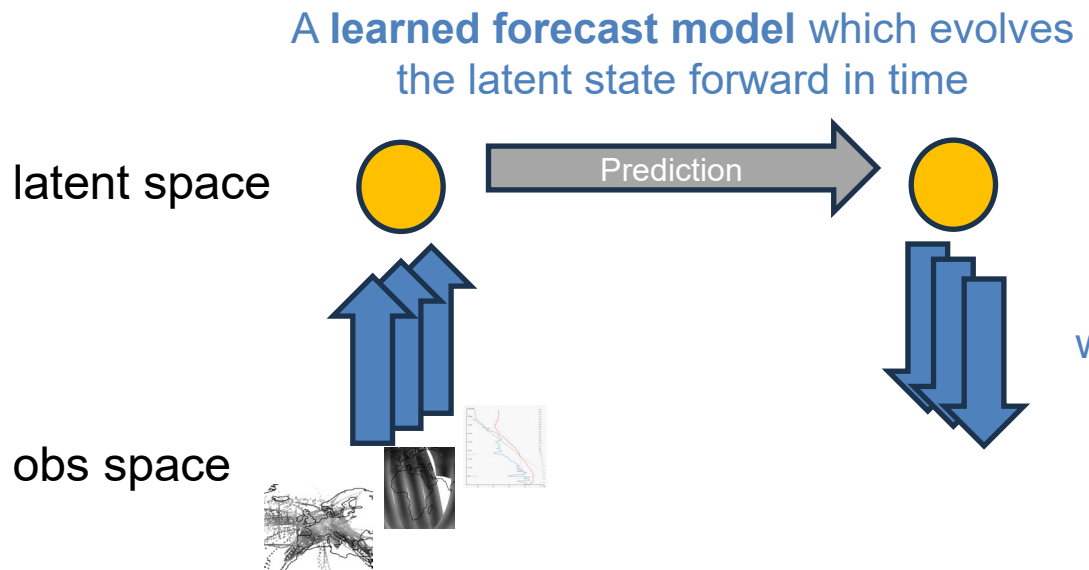 A learned forecast model which evolves
the latent state forward in time
latent space
Prediction
obs space